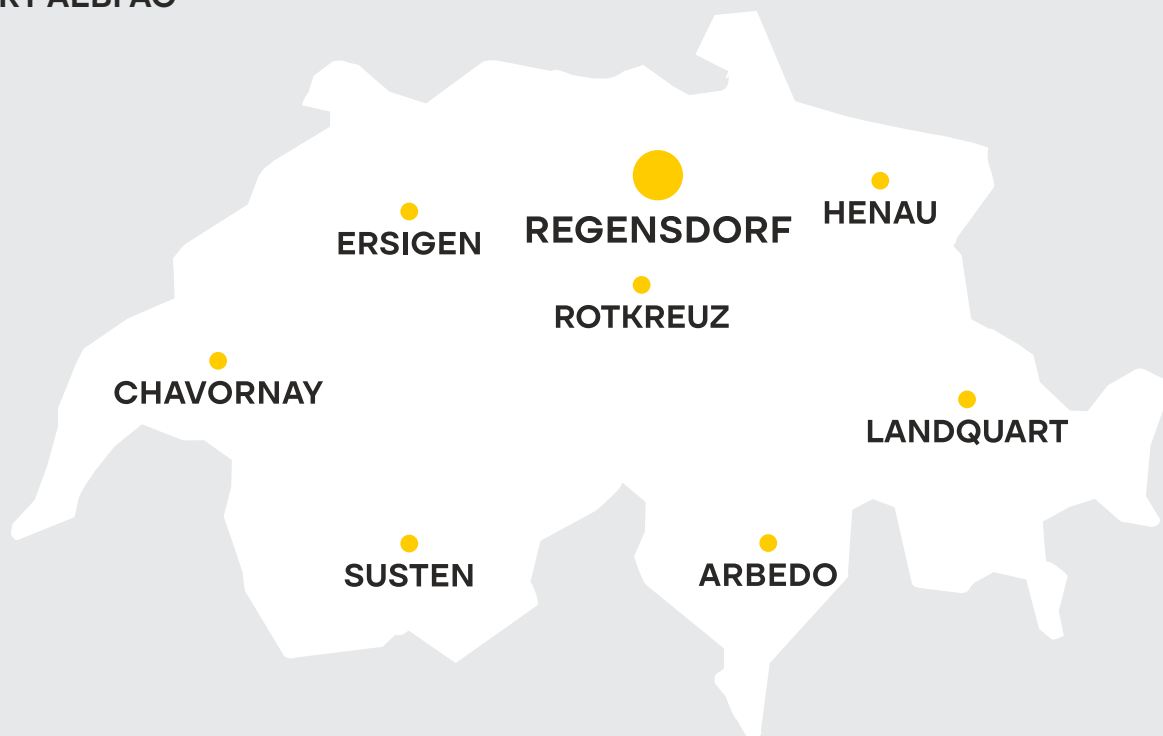 REGENSDORF
HENAU
ERSIGEN
ROTKREUZ
CHAVORNAY
LANDQUART
SUSTEN
ARBEDO